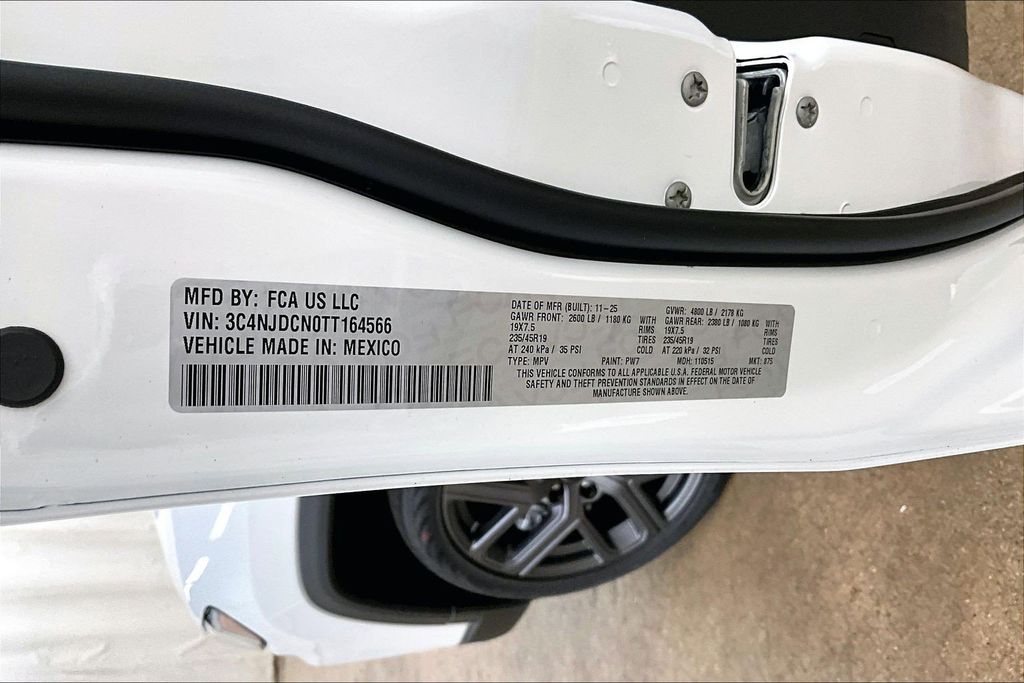 MFD BY: FCA US LLC
VIN: 3C4NJDCN0TT164566
VEHICLE MADE IN: MEXICO
DATE OF MFR (BUILT): 11-25
GVWR: 4800 LB / 2178 KG
GAWR FRONT: 2600 LB / 1180 KG WITH
GAWR REAR: 2380 LB / 1080 KG WITH
19X7.5 RIMS
19X7.5 RIMS
235/45R19 TIRES
235/45R19 TIRES
AT 240 kPa / 35 PSI COLD
AT 220 kPa / 32 PSI COLD
TYPE: MPV PAINT: PW7 MDH: 110515 MKT: 87S
THIS VEHICLE CONFORMS TO ALL APPLICABLE U.S.A. FEDERAL MOTOR VEHICLE
SAFETY AND THEFT PREVENTION STANDARDS IN EFFECT ON THE DATE OF
MANUFACTURE SHOWN ABOVE.